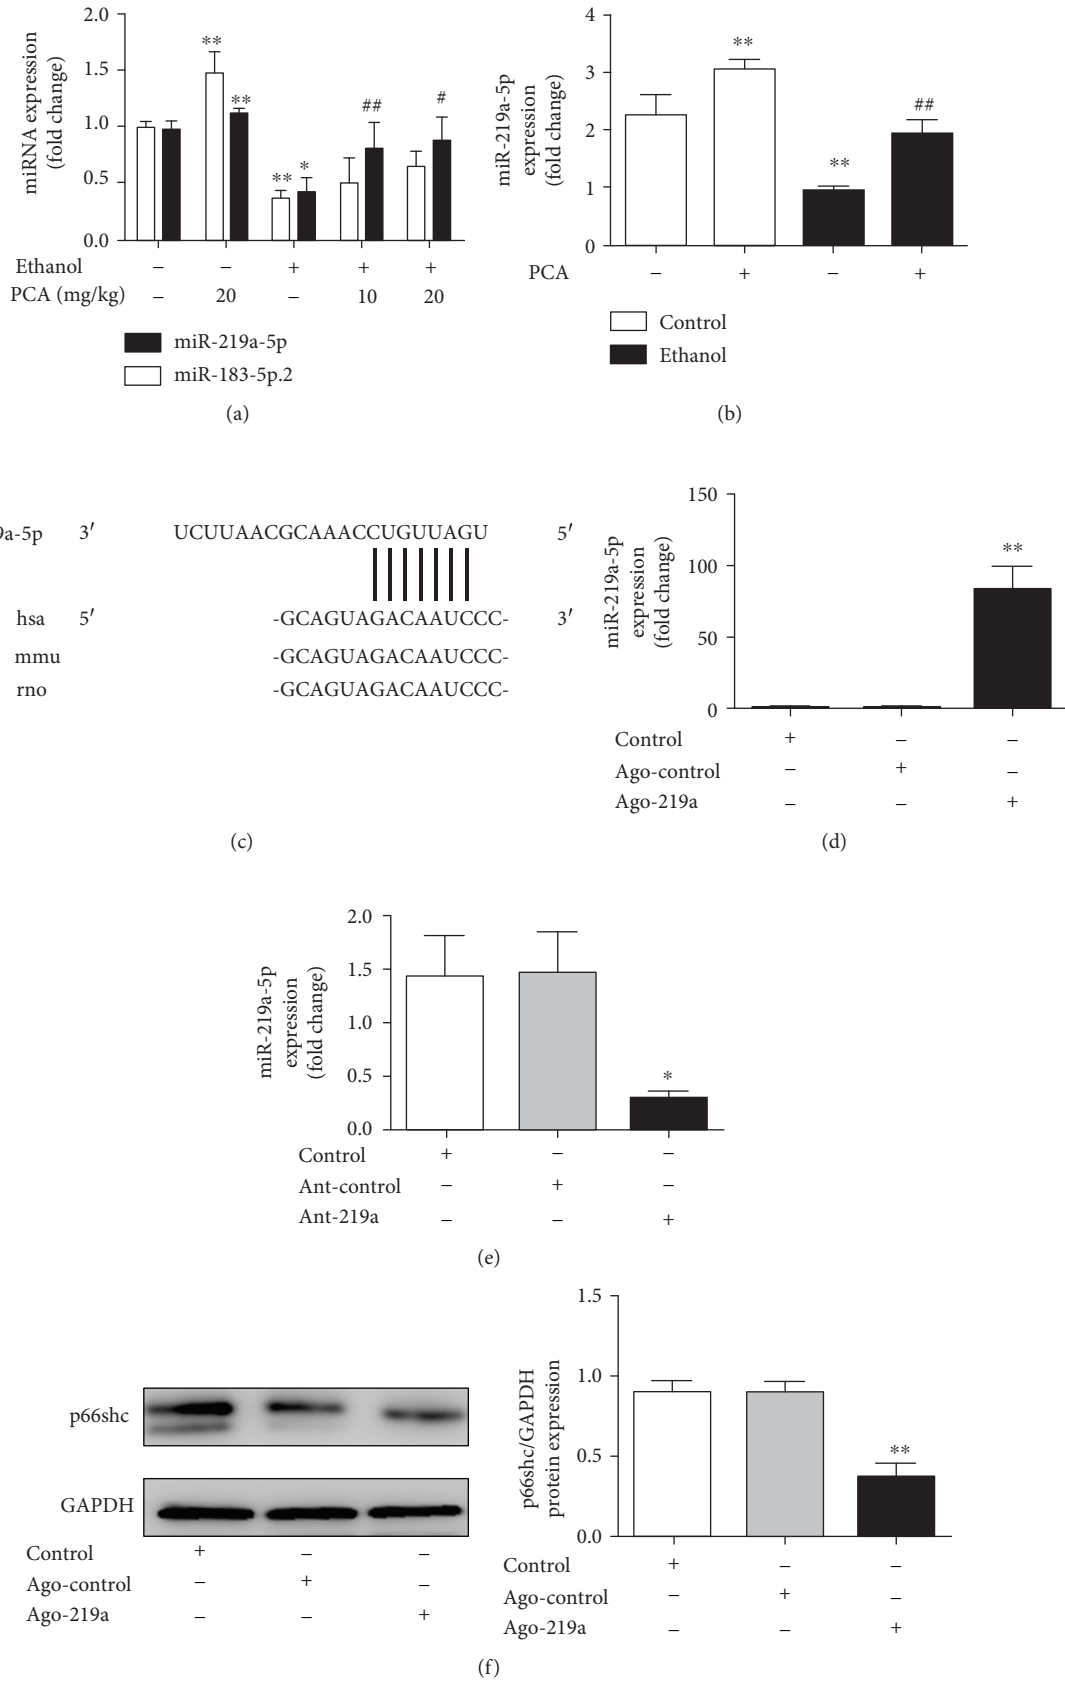 2.0
1.5
1.0
0.5
0.0
miRNA expression
(fold change)
**
**
**
*
##
#
Ethanol − − + + +
PCA (mg/kg) − 20 − 10 20
miR-219a-5p
miR-183-5p.2
(a)
4
3
2
1
0
miR-219a-5p
expression
(fold change)
**
**
##
PCA − + − +
Control
Ethanol
(b)
9a-5p 3′ UCUUAACGCAAACCUGUUAGU 5′
hsa 5′ -GCAGUAGACAAUCCC- 3′
mmu -GCAGUAGACAAUCCC-
rno -GCAGUAGACAAUCCC-
(c)
150
100
50
0
miR-219a-5p
expression
(fold change)
**
Control + − −
Ago-control − + −
Ago-219a − − +
(d)
2.0
1.5
1.0
0.5
0.0
miR-219a-5p
expression
(fold change)
*
Control + − −
Ant-control − + −
Ant-219a − − +
(e)
p66shc
GAPDH
Control + − −
Ago-control − + −
Ago-219a − − +
1.5
1.0
0.5
0.0
p66shc/GAPDH
protein expression
**
Control + − −
Ago-control − + −
Ago-219a − − +
(f)